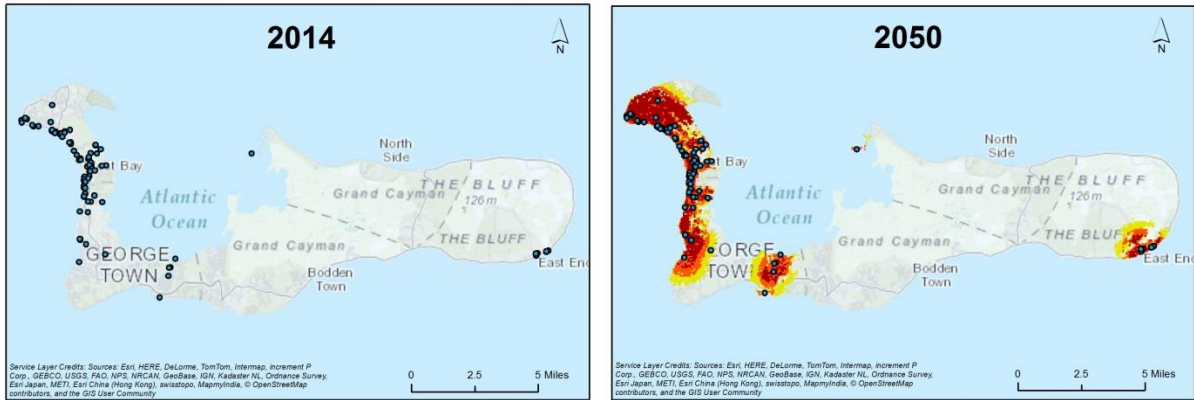 2014
N
North
Side
t Bay
Atlantic
Ocean
Grand Cayman
THE BLUFF
126 m
THE BLUFF
GEORGE
TOWN
Grand Cayman
East End
Bodden
Town
Service Layer Credits: Sources: Esri, HERE, DeLorme, TomTom, Intermap, increment P
Corp., GEBCO, USGS, FAO, NPS, NRCAN, GeoBase, IGN, Kadaster NL, Ordnance Survey,
Esri Japan, METI, Esri China (Hong Kong), swisstopo, MapmyIndia, © OpenStreetMap
contributors, and the GIS User Community
0 2.5 5 Miles
2050
N
North
Side
t Bay
Atlantic
Ocean
Grand Cayman
THE BLUFF
126 m
THE BLUFF
ORGE
TOW
Grand Cayman
East End
Bodden
Town
Service Layer Credits: Sources: Esri, HERE, DeLorme, TomTom, Intermap, increment P
Corp., GEBCO, USGS, FAO, NPS, NRCAN, GeoBase, IGN, Kadaster NL, Ordnance Survey,
Esri Japan, METI, Esri China (Hong Kong), swisstopo, MapmyIndia, © OpenStreetMap
contributors, and the GIS User Community
0 2.5 5 Miles